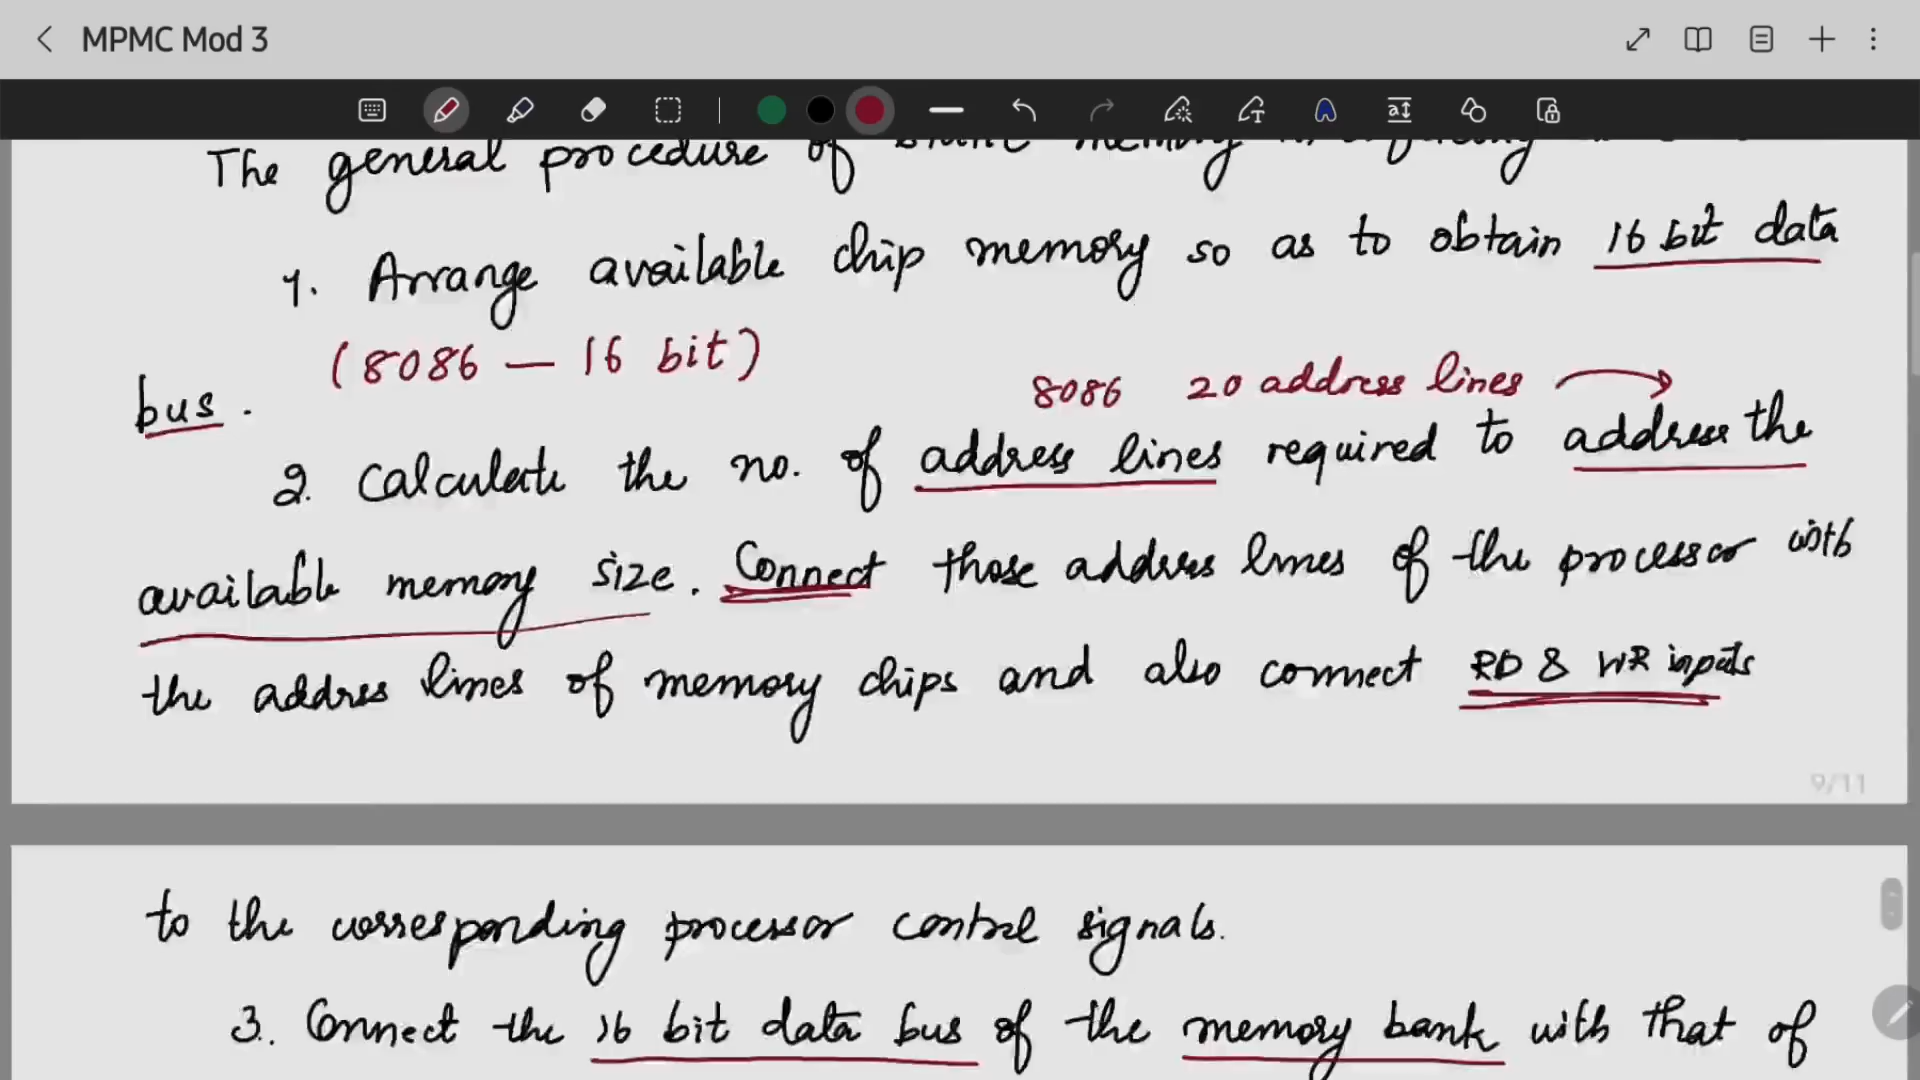 MPMC Mod 3
The general procedure of static memory interfacing
1. Arrange available chip memory so as to obtain 16 bit data
(8086 — 16 bit)
8086 20 address lines
bus.
2. Calculate the no. of address lines required to address the
available memory size. Connect those address lines of the processor with
the address lines of memory chips and also connect RD & WR inputs
9/11
to the corresponding processor control signals.
3. Connect the 16 bit data bus of the memory bank with that of